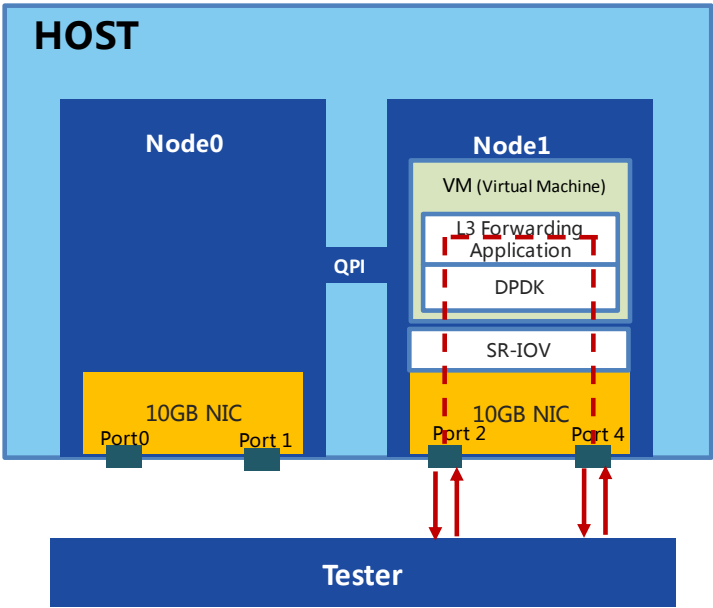 HOST
Node0
Node1
VM (Virtual Machine)
L3 Forwarding
Application
QPI
DPDK
SR-IOV
10GB NIC
10GB NIC
Port0
Port 1
Port 2
Port 4
Tester